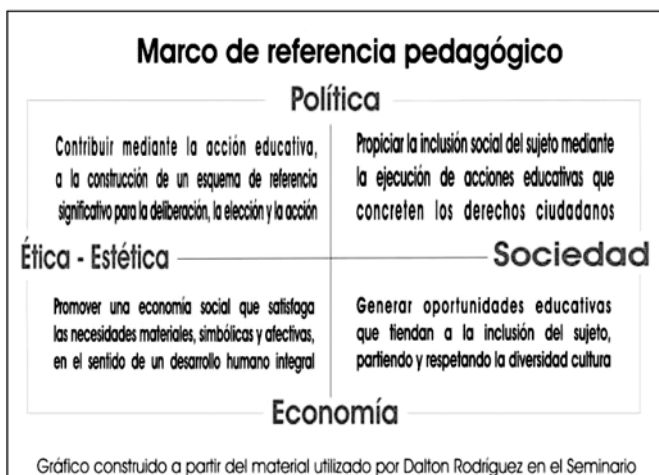 Marco de referencia pedagógico
Política
Contribuir mediante la acción educativa,
a la construcción de un esquema de referencia
significativo para la deliberación, la elección y la acción
Propiciar la inclusión social del sujeto mediante
la ejecución de acciones educativas que
concreten los derechos ciudadanos
Ética - Estética
Sociedad
Promover una economía social que satisfaga
las necesidades materiales, simbólicas y afectivas,
en el sentido de un desarrollo humano integral
Generar oportunidades educativas
que tiendan a la inclusión del sujeto,
partiendo y respetando la diversidad cultura
Economía
Gráfico construido a partir del material utilizado por Dalton Rodríguez en el Seminario